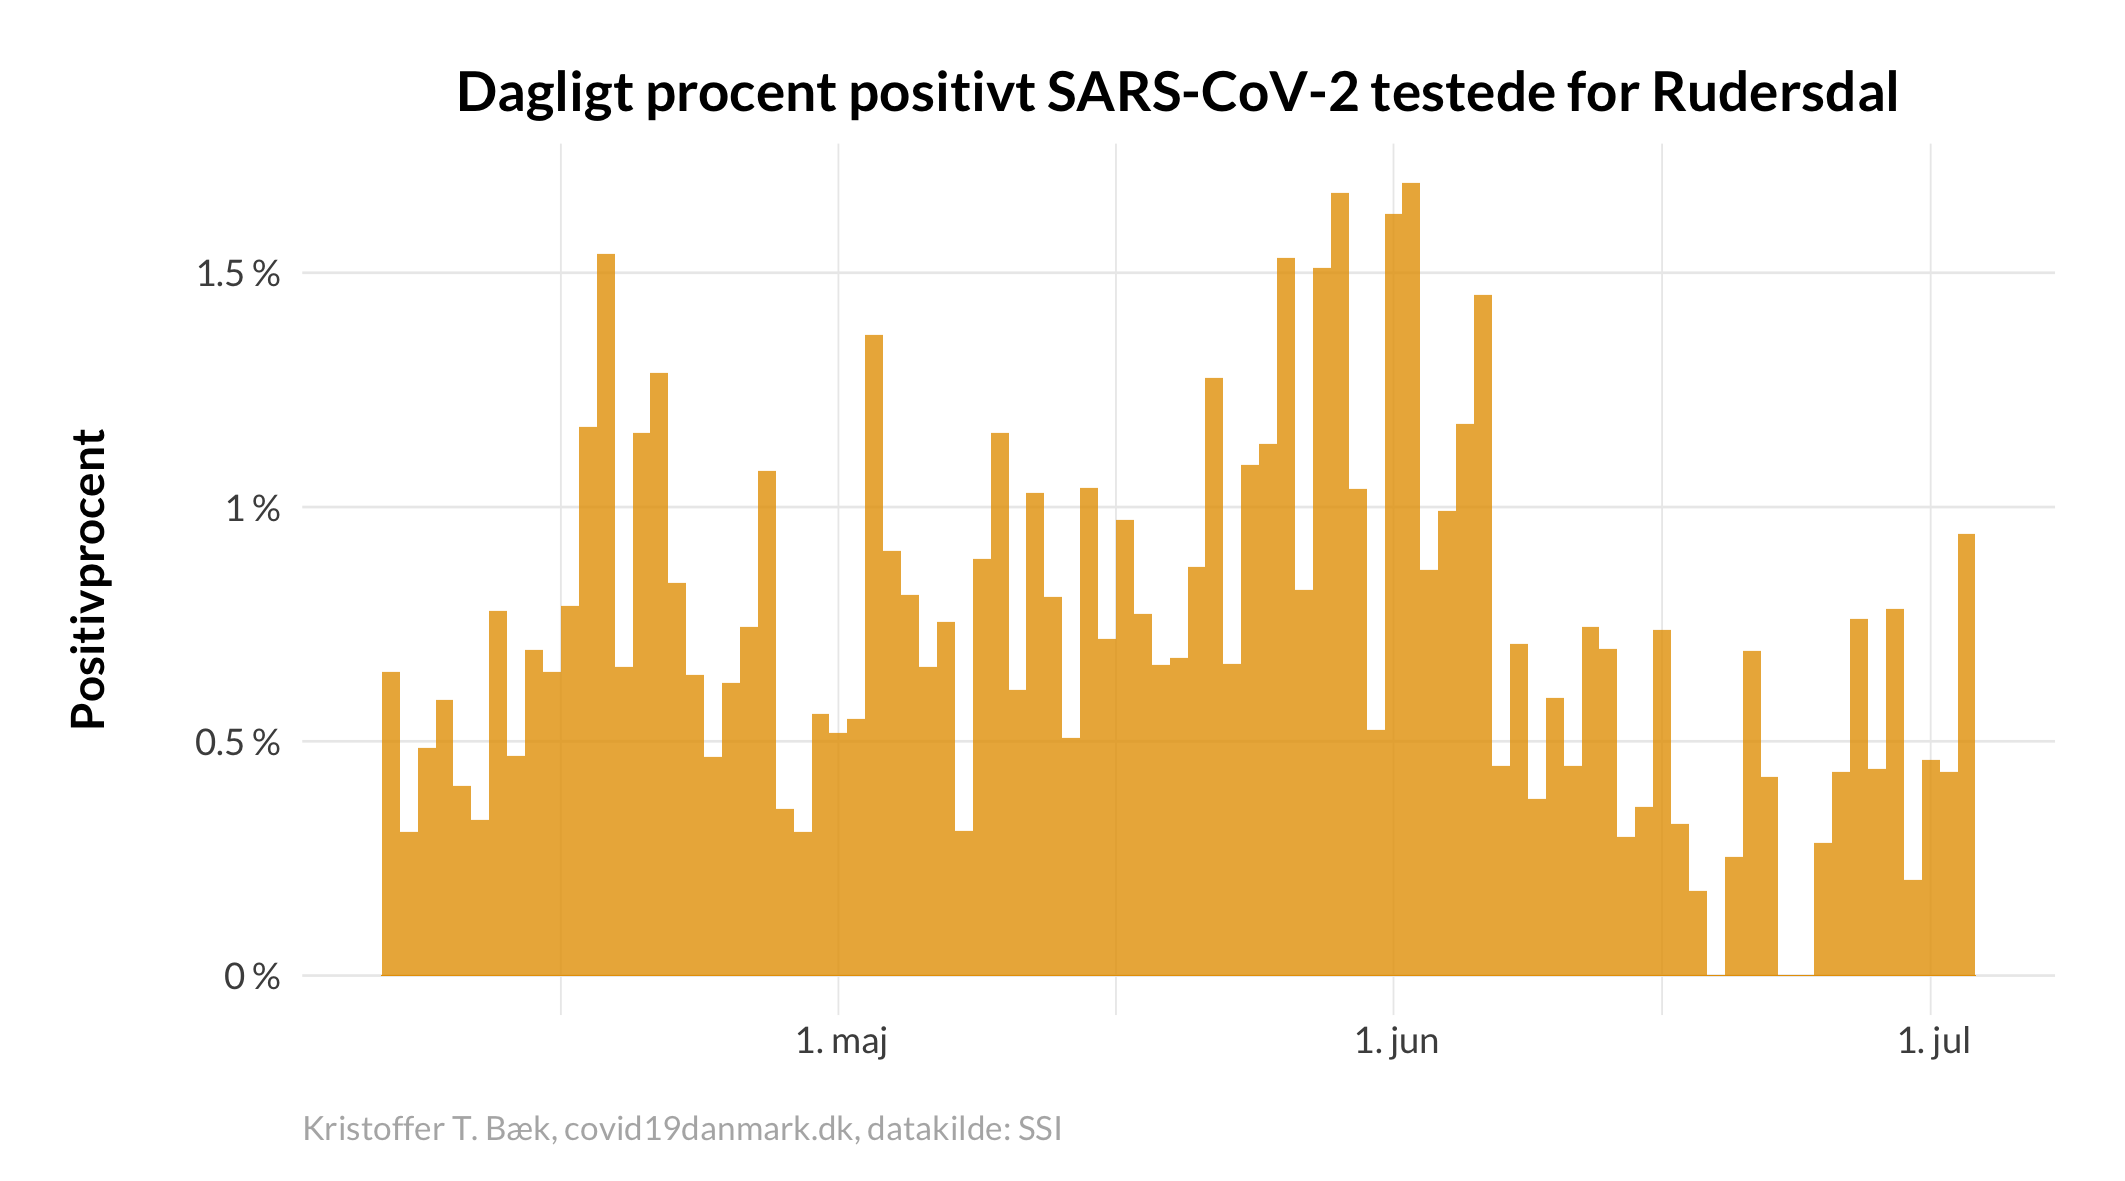 Dagligt procent positivt SARS-CoV-2 testede for Rudersdal
Positivprocent
1.5 %
1 %
0.5 %
0 %
1. maj
1. jun
1. jul
Kristoffer T. Bæk, covid19danmark.dk, datakilde: SSI